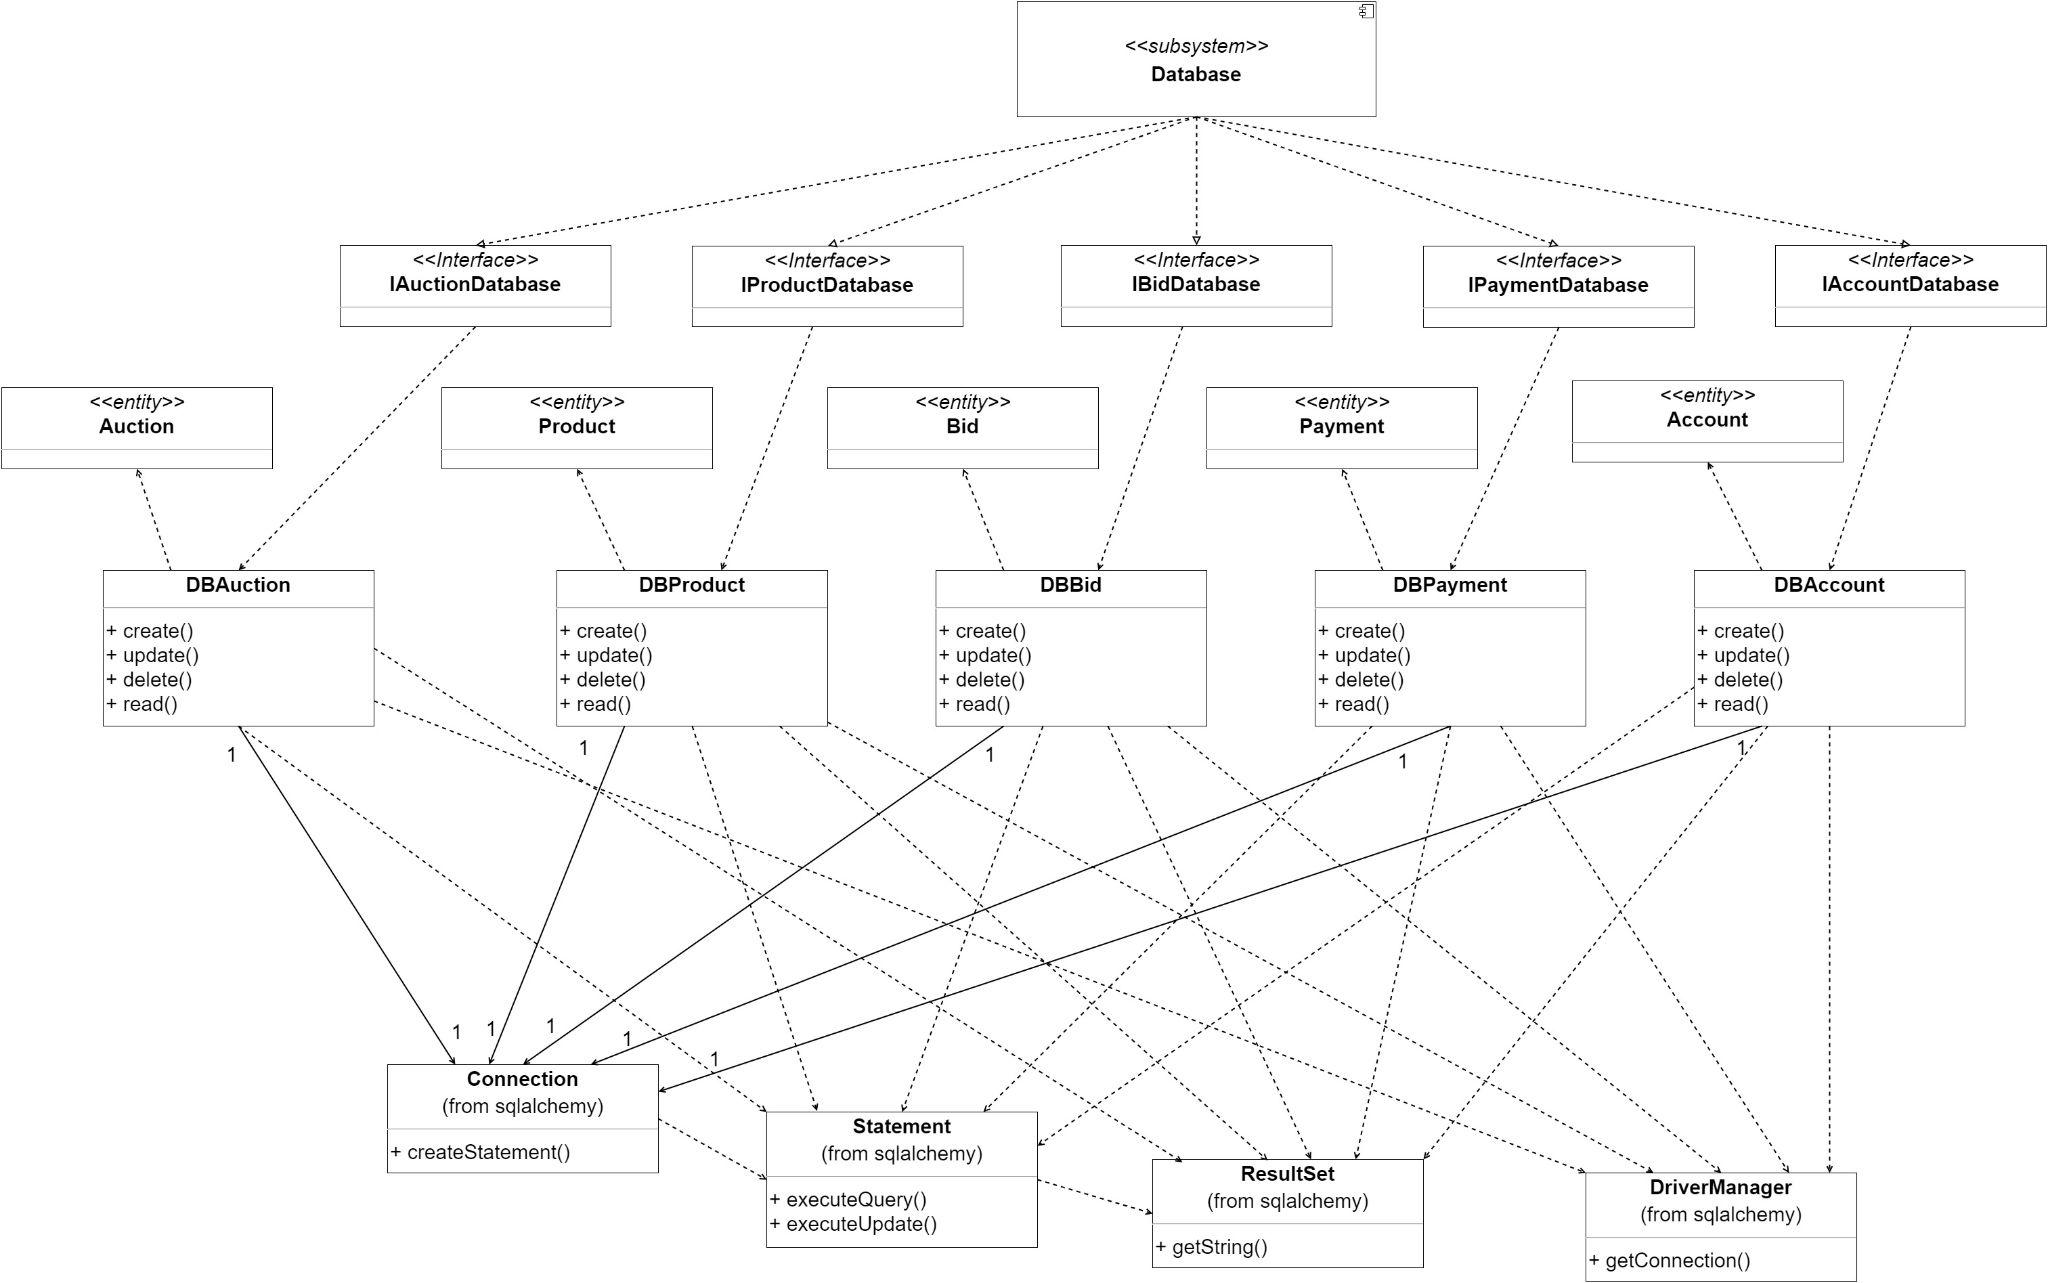 <<subsystem>>
Database
<<Interface>>
IAuctionDatabase
<<Interface>>
IProductDatabase
<<Interface>>
IBidDatabase
<<Interface>>
IPaymentDatabase
<<Interface>>
IAccountDatabase
<<entity>>
Auction
<<entity>>
Product
<<entity>>
Bid
<<entity>>
Payment
<<entity>>
Account
DBAuction
+ create()
+ update()
+ delete()
+ read()
DBProduct
+ create()
+ update()
+ delete()
+ read()
DBBid
+ create()
+ update()
+ delete()
+ read()
DBPayment
+ create()
+ update()
+ delete()
+ read()
DBAccount
+ create()
+ update()
+ delete()
+ read()
1
1
1
1
1
1
1
1
1
1
Connection
(from sqlalchemy)
+ createStatement()
Statement
(from sqlalchemy)
+ executeQuery()
+ executeUpdate()
ResultSet
(from sqlalchemy)
+ getString()
DriverManager
(from sqlalchemy)
+ getConnection()